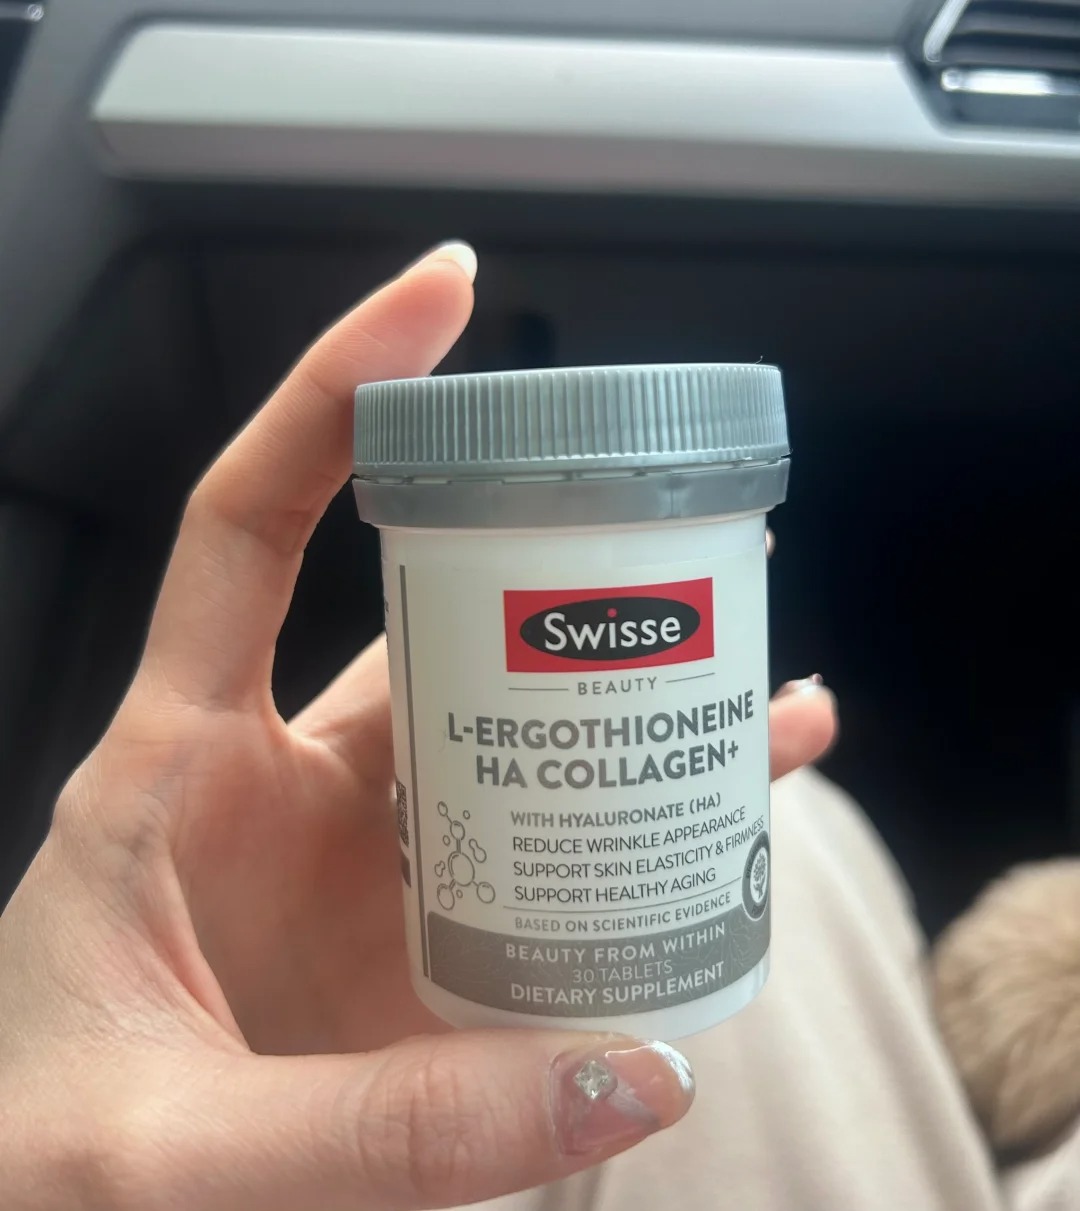 Swisse
BEAUTY
L-ERGOTHIONEINE
HA COLLAGEN+
WITH HYALURONATE (HA)
REDUCE WRINKLE APPEARANCE
SUPPORT SKIN ELASTICITY & FIRMNESS
SUPPORT HEALTHY AGING
BASED ON SCIENTIFIC EVIDENCE
BEAUTY FROM WITHIN
30 TABLETS
DIETARY SUPPLEMENT